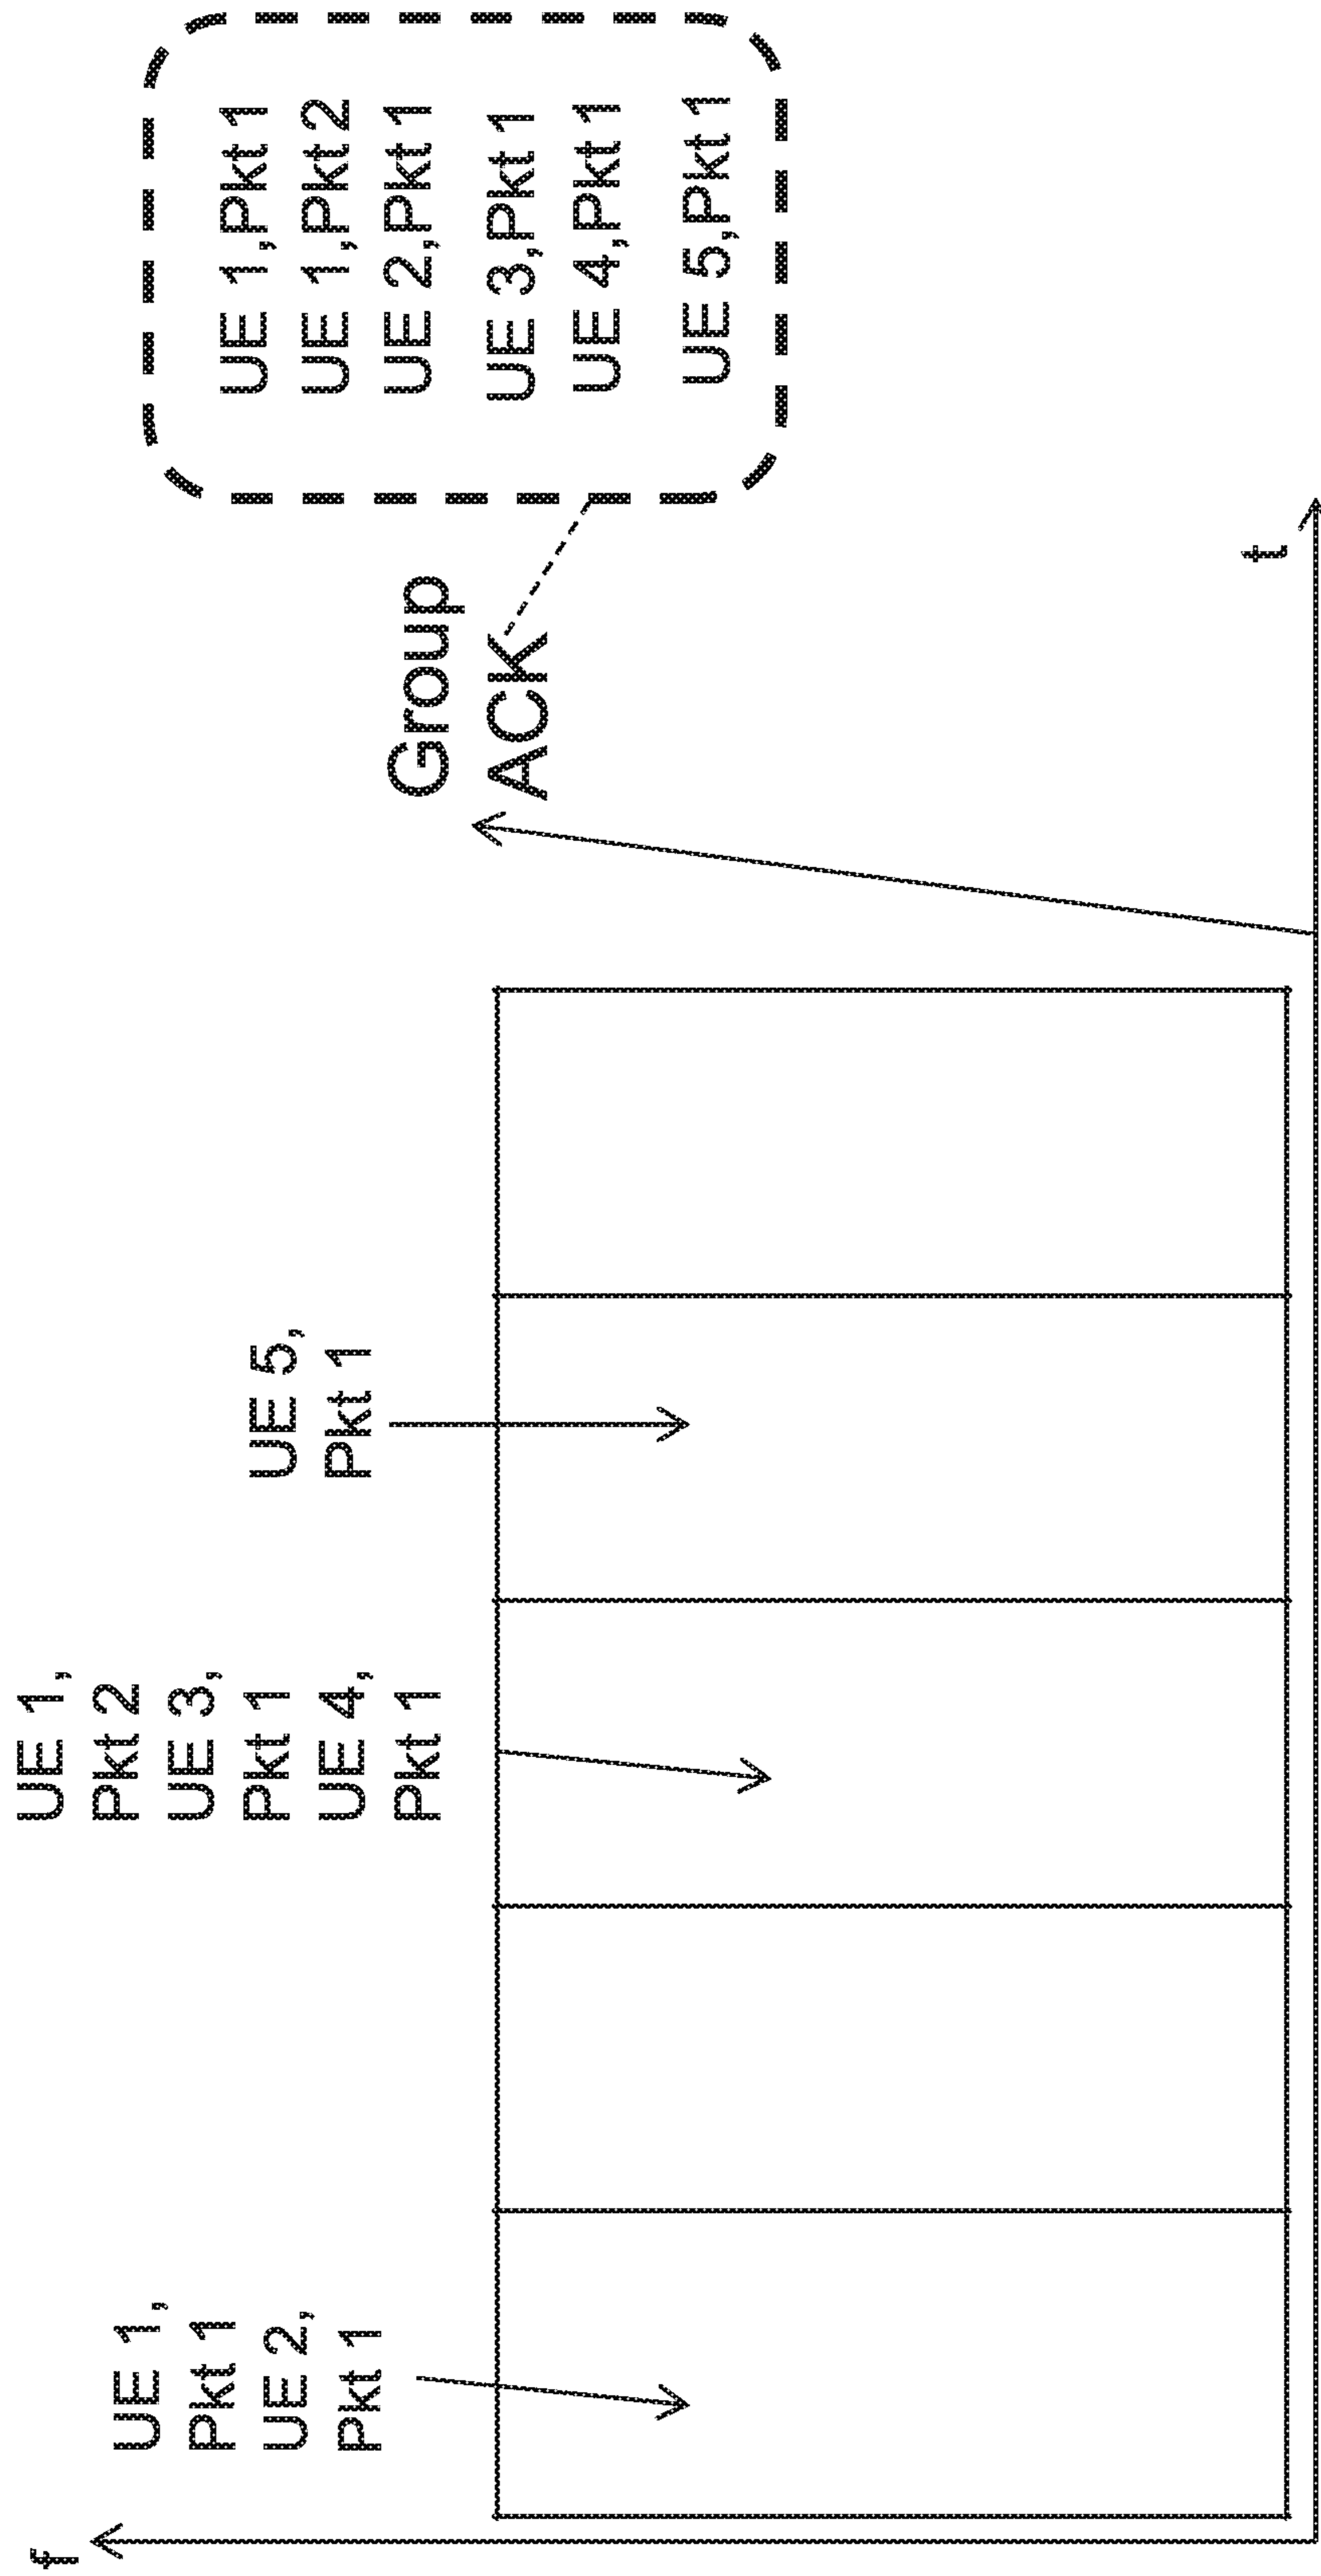 f
UE 1,
Pkt 1
UE 2,
Pkt 1
UE 1,
Pkt 2
UE 3,
Pkt 1
UE 4,
Pkt 1
UE 5,
Pkt 1
Group
ACK
UE 1,Pkt 1
UE 1,Pkt 2
UE 2,Pkt 1
UE 3,Pkt 1
UE 4,Pkt 1
UE 5,Pkt 1
t